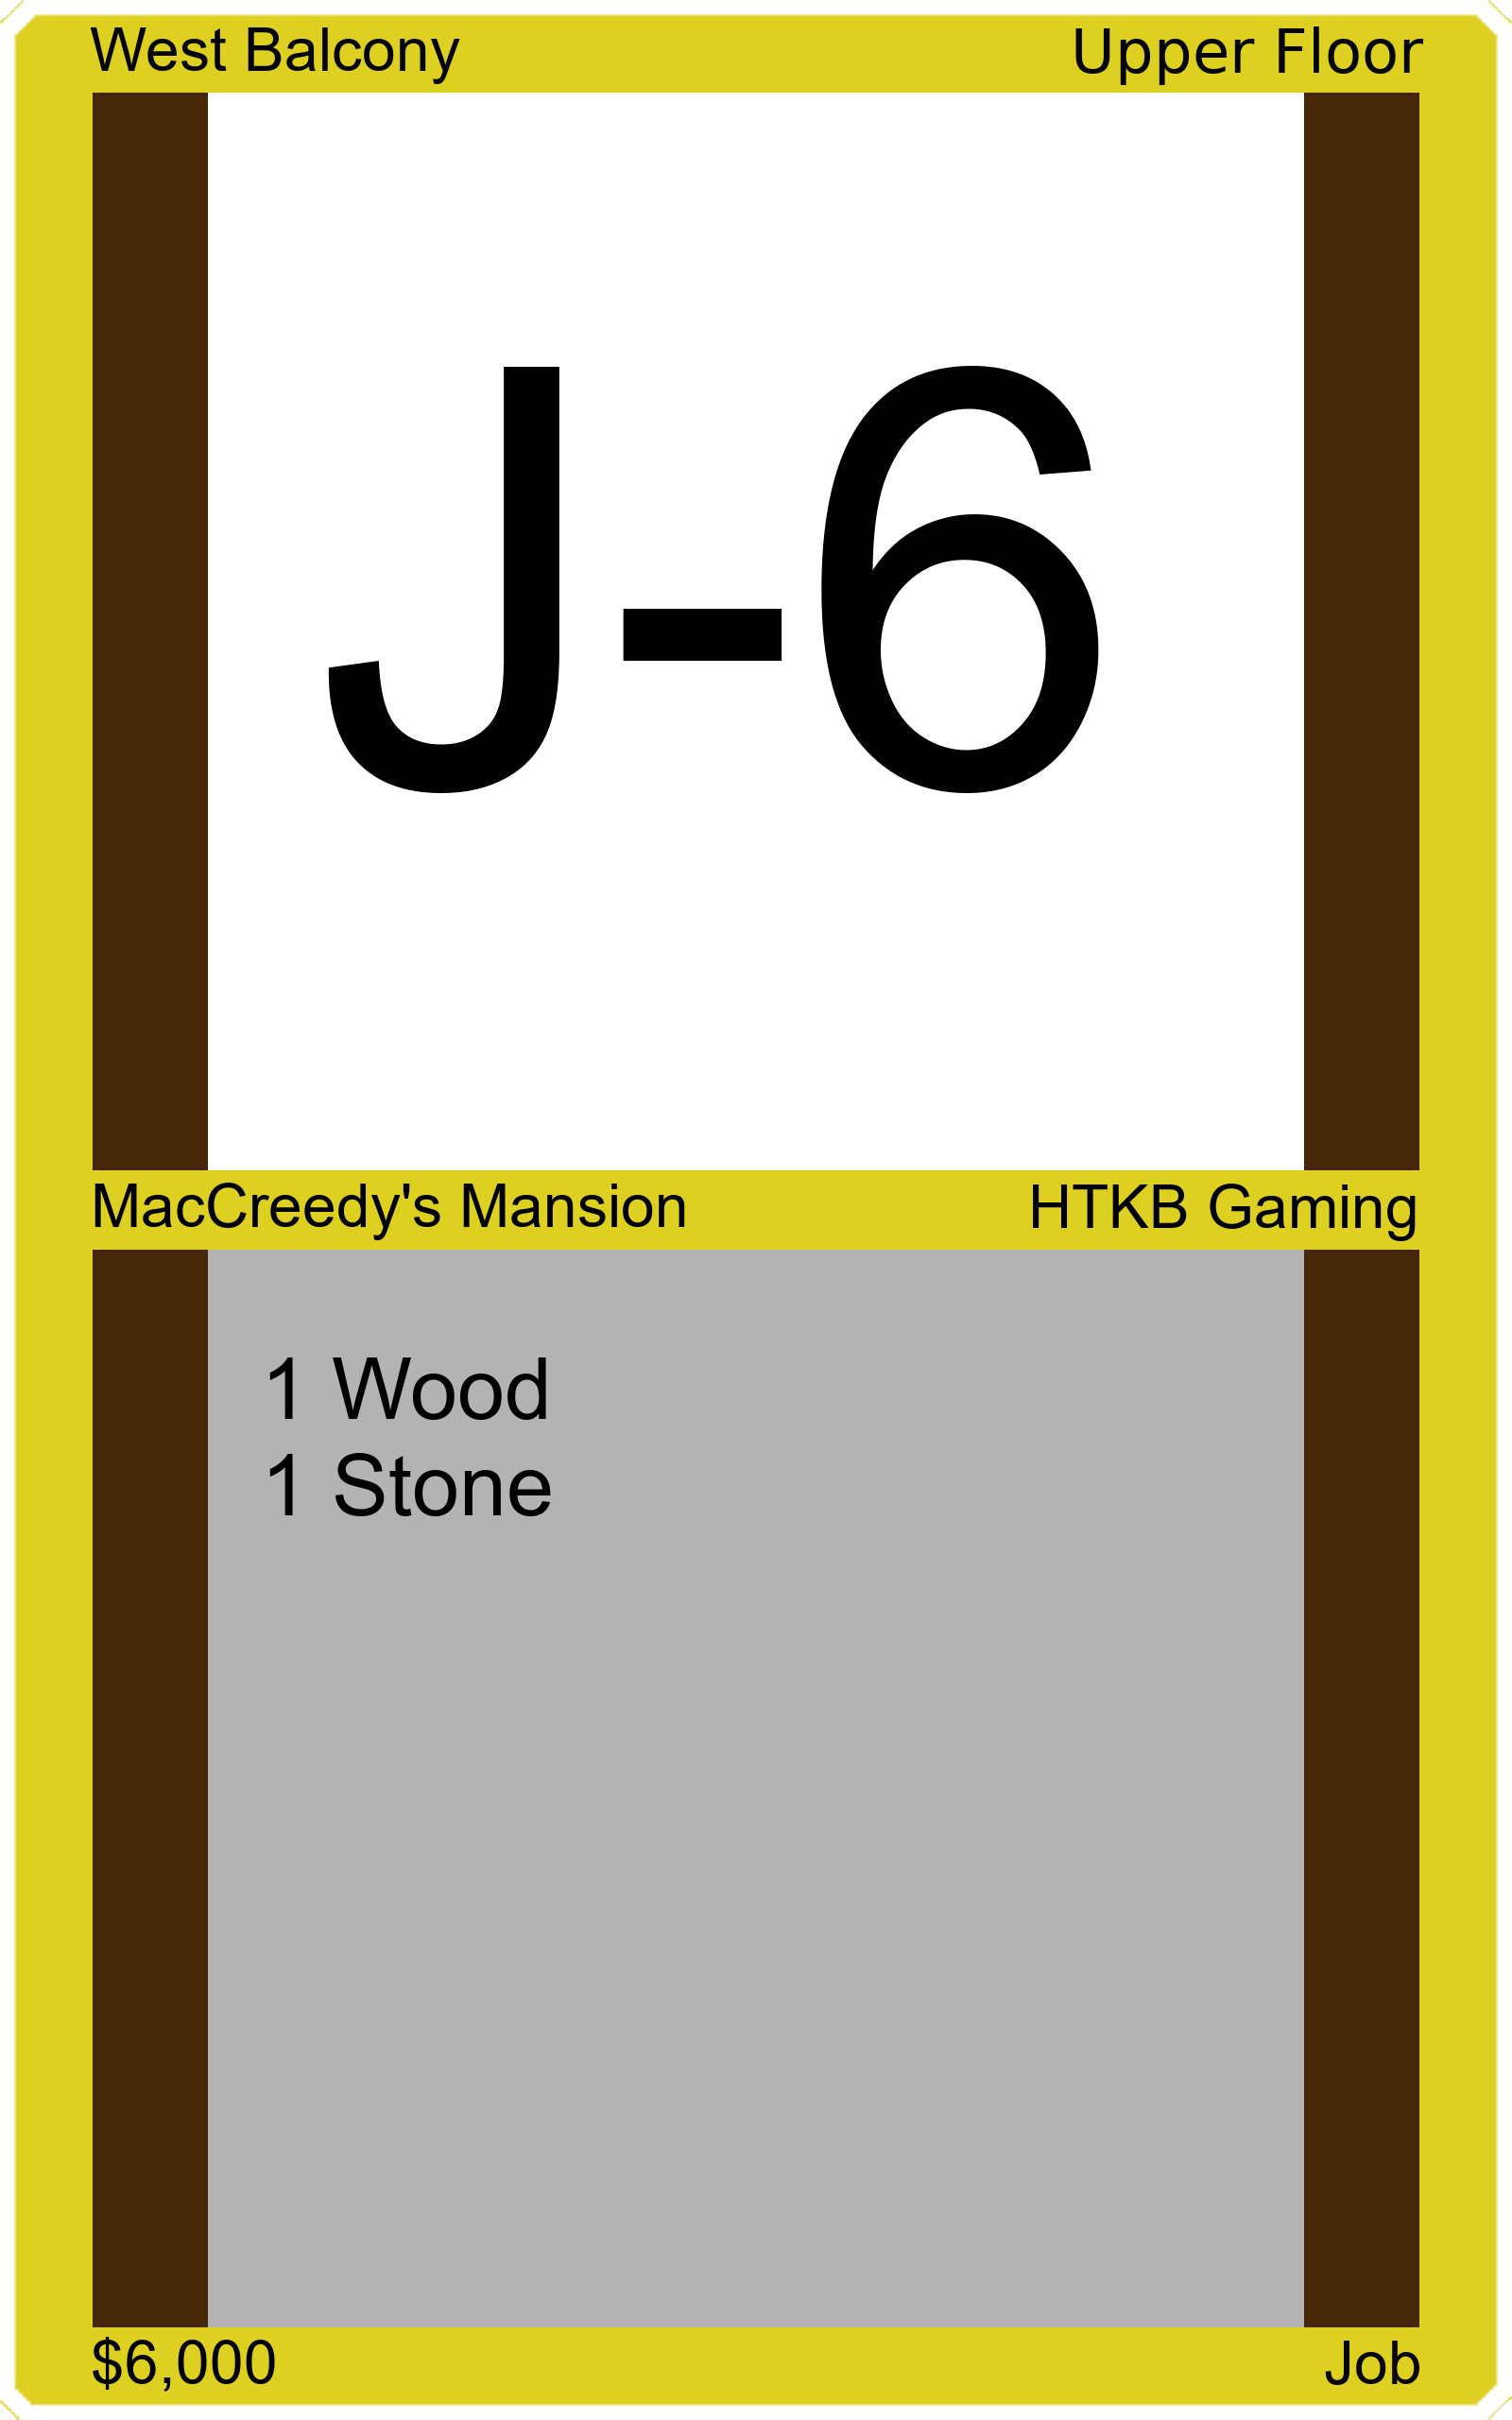 West Balcony Upper Floor
J-6
MacCreedy's Mansion HTKB Gaming
1 Wood
1 Stone
$6,000 Job